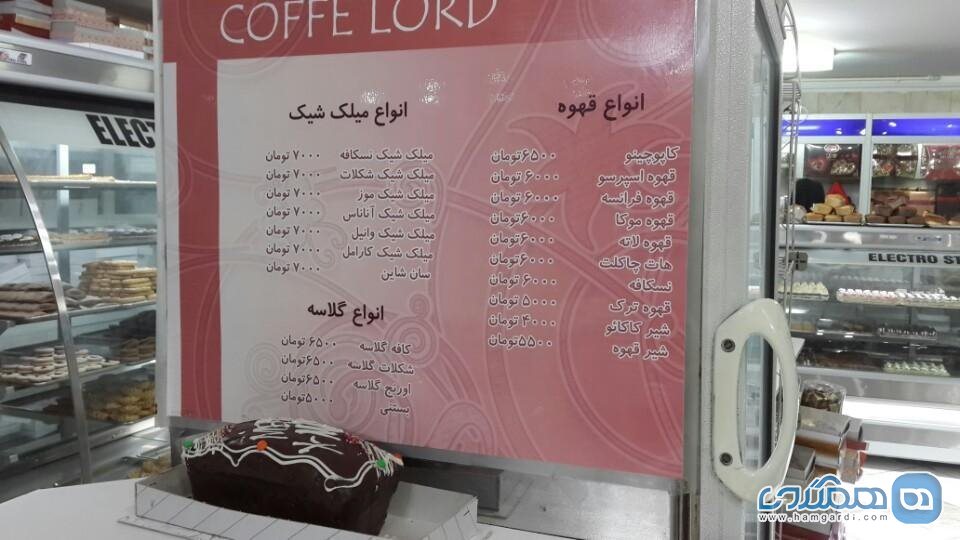 COFFE LORD
انواع قهوه
کاپوچینو ۶۵۰۰تومان
قهوه اسپرسو ۶۰۰۰ تومان
قهوه فرانسه ۶۰۰۰ تومان
قهوه موکا ۶۰۰۰تومان
قهوه لاته ۶۰۰۰تومان
هات چاکلت ۶۰۰۰تومان
نسکافه ۶۰۰۰ تومان
قهوه ترک ۵۰۰۰ تومان
شیر کاکائو ۴۰۰۰ تومان
شیر قهوه ۵۵۰۰تومان
انواع میلک شیک
میلک شیک نسکافه ۷۰۰۰ تومان
میلک شیک شکلات ۷۰۰۰ تومان
میلک شیک موز ۷۰۰۰ تومان
میلک شیک آناناس ۷۰۰۰ تومان
میلک شیک وانیل ۷۰۰۰ تومان
میلک شیک کارامل ۷۰۰۰ تومان
سان شاین ۷۰۰۰ تومان
انواع گلاسه
کافه گلاسه ۶۵۰۰ تومان
شکلات گلاسه ۶۵۰۰تومان
اورنج گلاسه ۶۵۰۰تومان
بستنی ۵۰۰۰تومان
ELEC
ELECTRO ST
همگردی
www.hamgardi.com